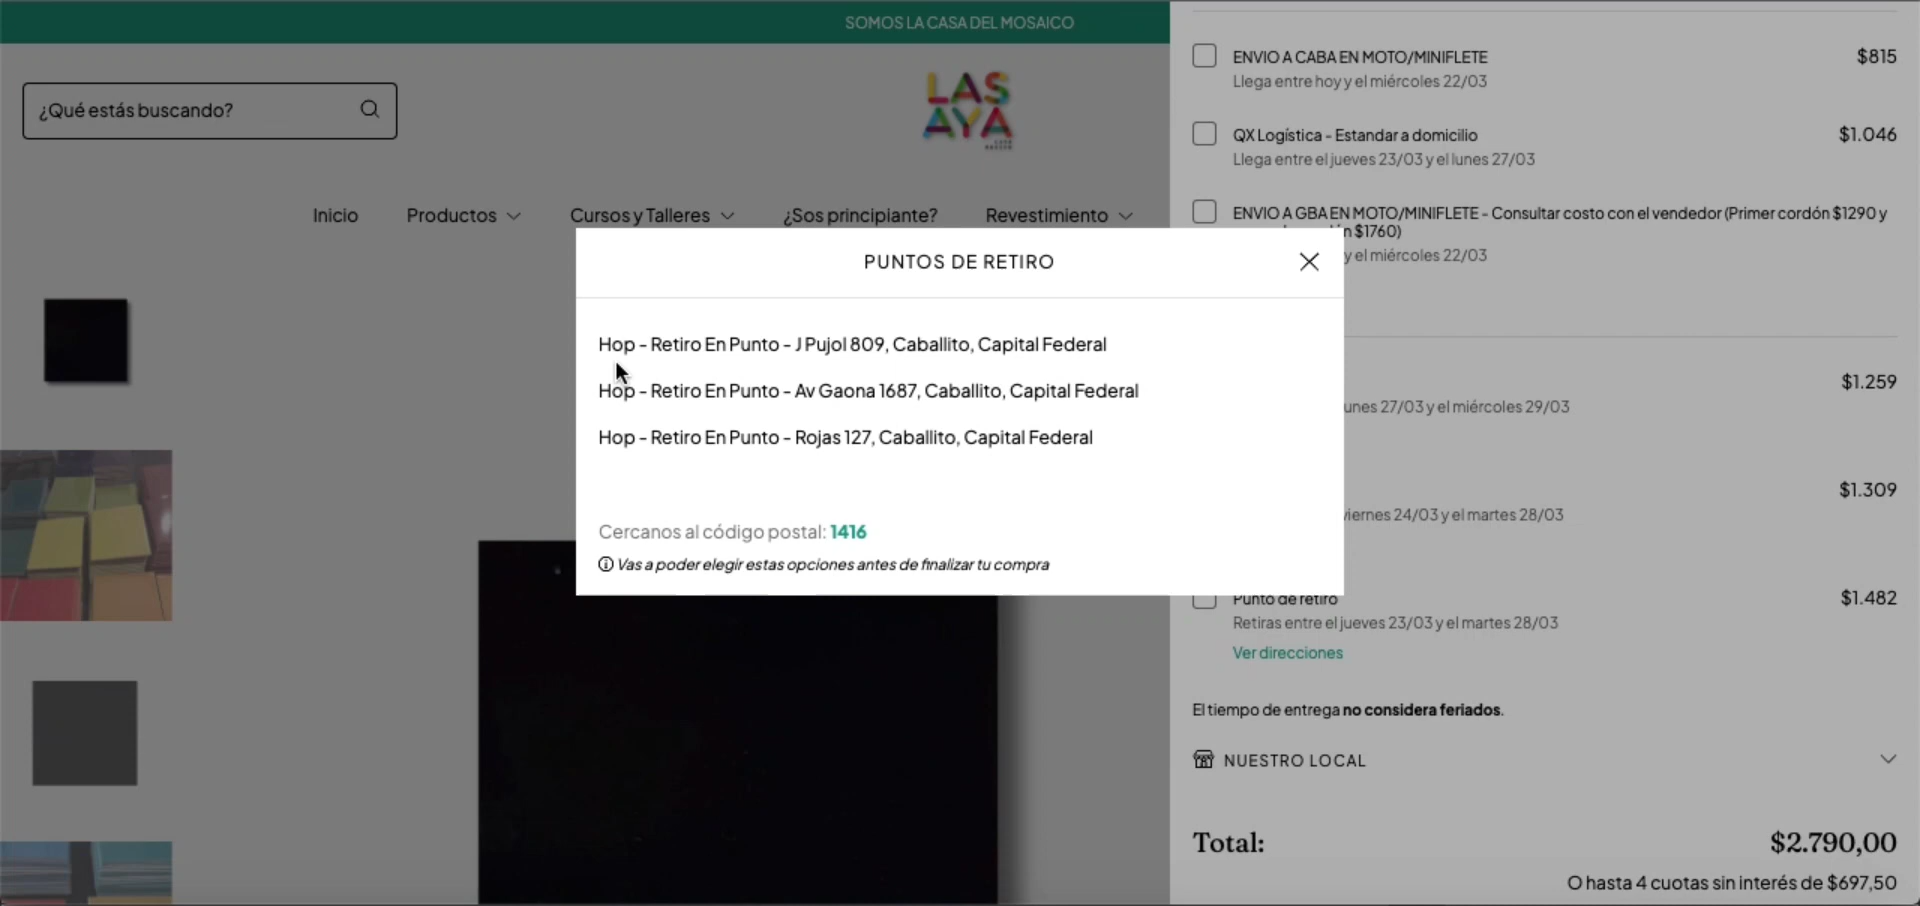 SOMOS LA CASA DEL MOSAICO
¿Qué estás buscando?
LAS
AYA
Inicio
Productos
Cursos y Talleres
¿Sos principiante?
Revestimiento
ENVIO A CABA EN MOTO/MINIFLETE
$815
Llega entre hoy y el miércoles 22/03
QX Logística - Estandar a domicilio
$1.046
Llega entre el jueves 23/03 y el lunes 27/03
ENVIO A GBA EN MOTO/MINIFLETE - Consultar costo con el vendedor (Primer cordón $1290 y
$1760)
y el miércoles 22/03
PUNTOS DE RETIRO
Hop - Retiro En Punto - J Pujol 809, Caballito, Capital Federal
Hop - Retiro En Punto - Av Gaona 1687, Caballito, Capital Federal
Hop - Retiro En Punto - Rojas 127, Caballito, Capital Federal
Cercanos al código postal: 1416
Vas a poder elegir estas opciones antes de finalizar tu compra
$1.259
27/03 y el miércoles 29/03
$1.309
viernes 24/03 y el martes 28/03
Punto de retiro
$1.482
Retiras entre el jueves 23/03 y el martes 28/03
Ver direcciones
El tiempo de entrega no considera feriados.
NUESTRO LOCAL
Total:
$2.790,00
O hasta 4 cuotas sin interés de $697,50